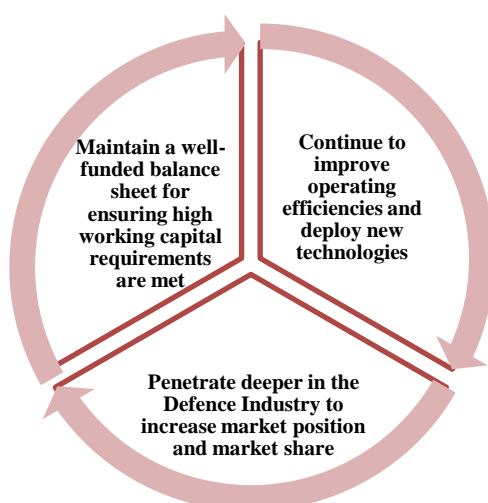 Maintain a well-
funded balance
sheet for
ensuring high
working capital
requirements
are met
Continue to
improve
operating
efficiencies and
deploy new
technologies
Penetrate deeper in the
Defence Industry to
increase market position
and market share